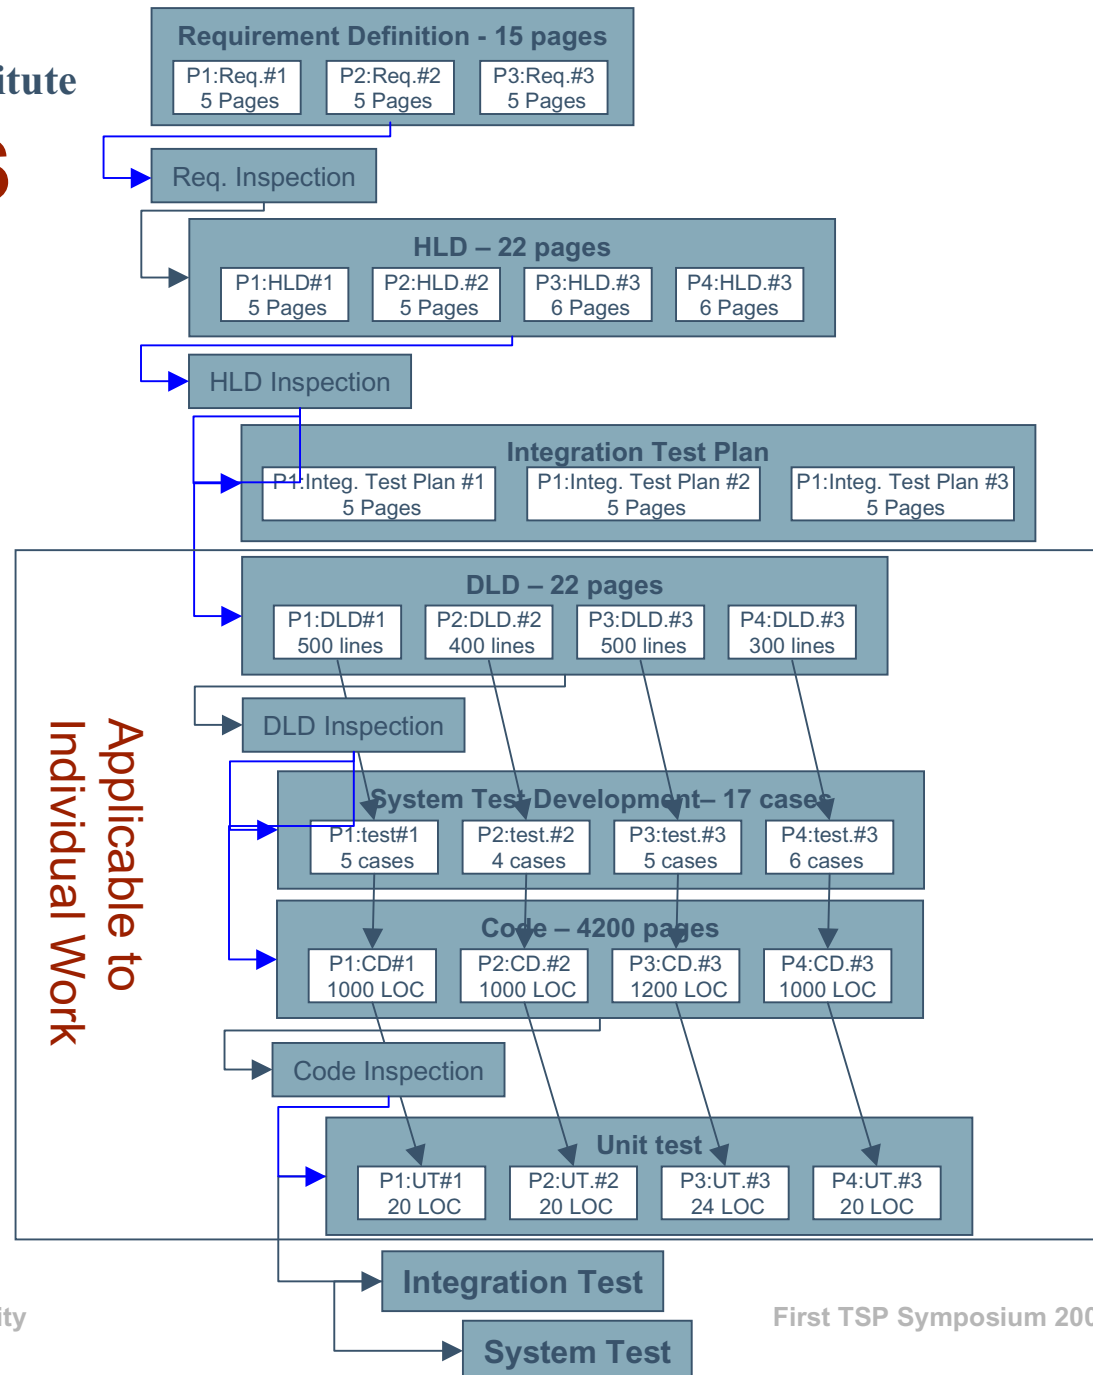 Requirement Definition - 15 pages
P1:Req.#1
5 Pages
P2:Req.#2
5 Pages
P3:Req.#3
5 Pages
itute
s
Req. Inspection
HLD – 22 pages
P1:HLD#1
5 Pages
P2:HLD.#2
5 Pages
P3:HLD.#3
6 Pages
P4:HLD.#3
6 Pages
HLD Inspection
Integration Test Plan
P1:Integ. Test Plan #1
5 Pages
P1:Integ. Test Plan #2
5 Pages
P1:Integ. Test Plan #3
5 Pages
DLD – 22 pages
P1:DLD#1
500 lines
P2:DLD.#2
400 lines
P3:DLD.#3
500 lines
P4:DLD.#3
300 lines
DLD Inspection
Applicable to
Individual Work
System Test Development– 17 cases
P1:test#1
5 cases
P2:test.#2
4 cases
P3:test.#3
5 cases
P4:test.#3
6 cases
Code – 4200 pages
P1:CD#1
1000 LOC
P2:CD.#2
1000 LOC
P3:CD.#3
1200 LOC
P4:CD.#3
1000 LOC
Code Inspection
Unit test
P1:UT#1
20 LOC
P2:UT.#2
20 LOC
P3:UT.#3
24 LOC
P4:UT.#3
20 LOC
Integration Test
ity
First TSP Symposium 200
System Test